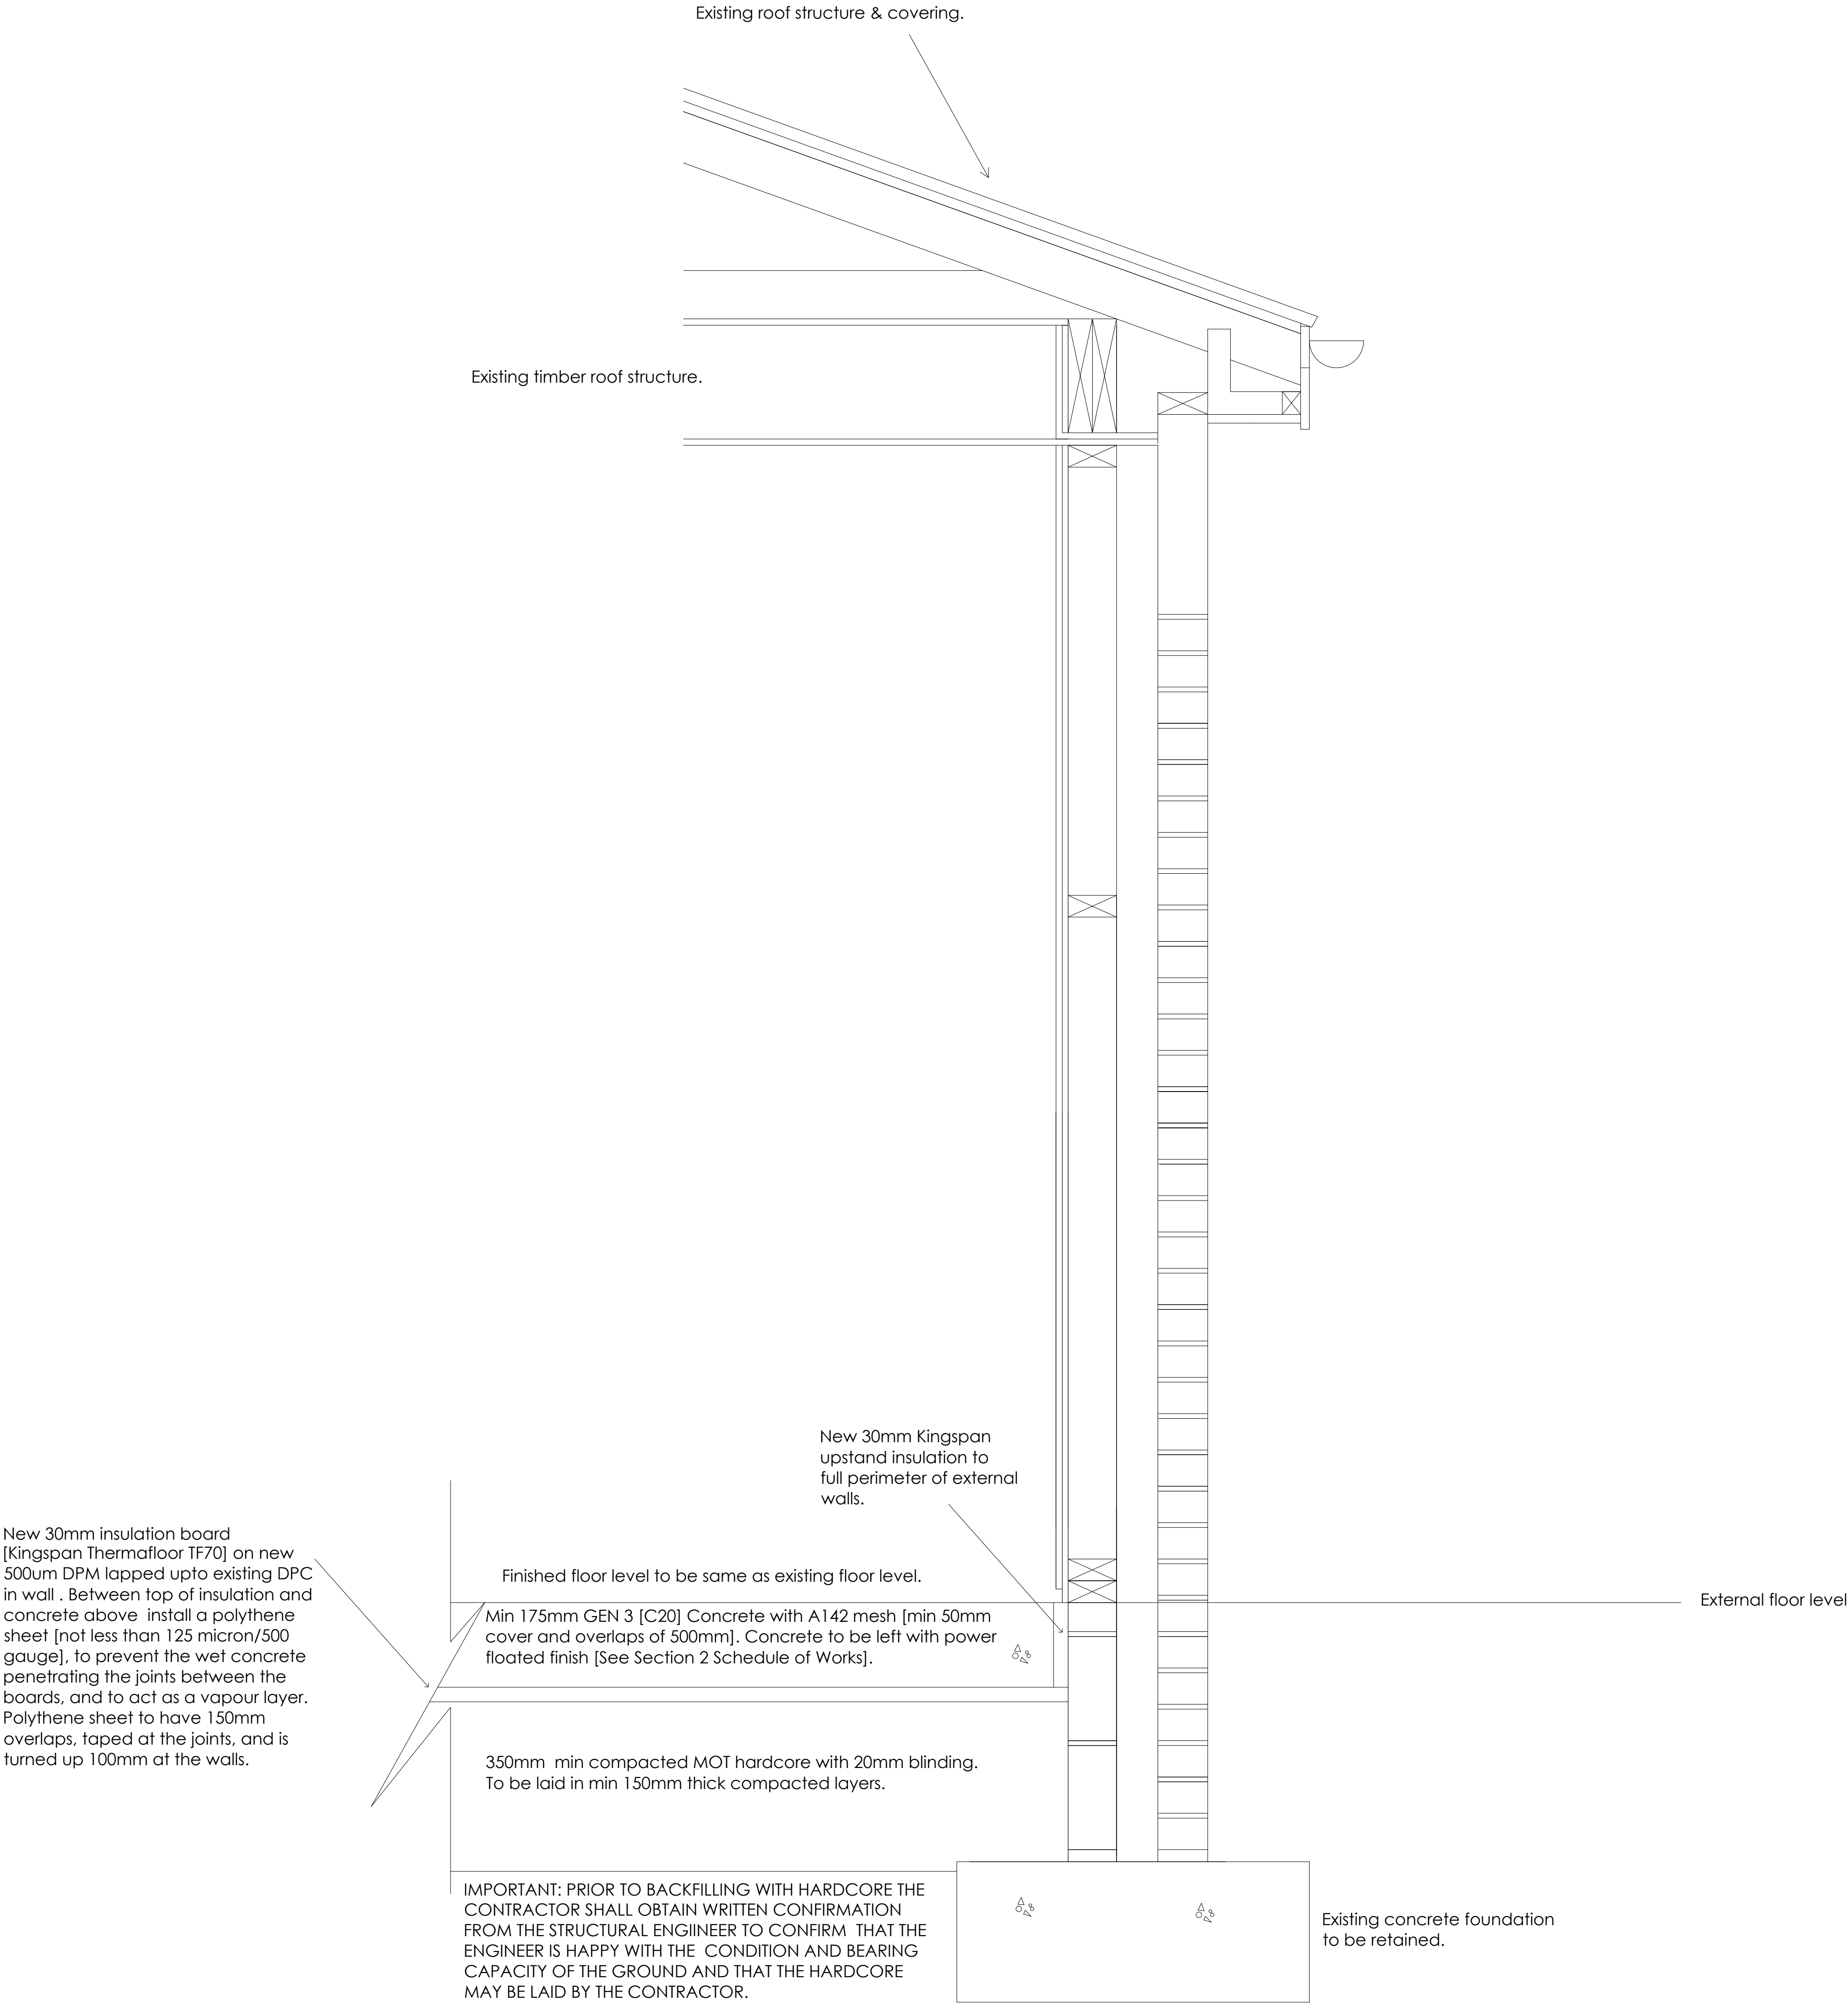 Existing roof structure & covering.
Existing timber roof structure.
New 30mm Kingspan
upstand insulation to
full perimeter of external
walls.
New 30mm insulation board
[Kingspan Thermafloor TF70] on new
500um DPM lapped upto existing DPC
in wall . Between top of insulation and
concrete above  install a polythene
sheet [not less than 125 micron/500
gauge], to prevent the wet concrete
penetrating the joints between the
boards, and to act as a vapour layer.
Polythene sheet to have 150mm
overlaps, taped at the joints, and is
turned up 100mm at the walls.
Finished floor level to be same as existing floor level.
External floor level
Min 175mm GEN 3 [C20] Concrete with A142 mesh [min 50mm
cover and overlaps of 500mm]. Concrete to be left with power
floated finish [See Section 2 Schedule of Works].
350mm  min compacted MOT hardcore with 20mm blinding.
To be laid in min 150mm thick compacted layers.
IMPORTANT: PRIOR TO BACKFILLING WITH HARDCORE THE
CONTRACTOR SHALL OBTAIN WRITTEN CONFIRMATION
FROM THE STRUCTURAL ENGIINEER TO CONFIRM  THAT THE
ENGINEER IS HAPPY WITH THE  CONDITION AND BEARING
CAPACITY OF THE GROUND AND THAT THE HARDCORE
MAY BE LAID BY THE CONTRACTOR.
Existing concrete foundation
to be retained.